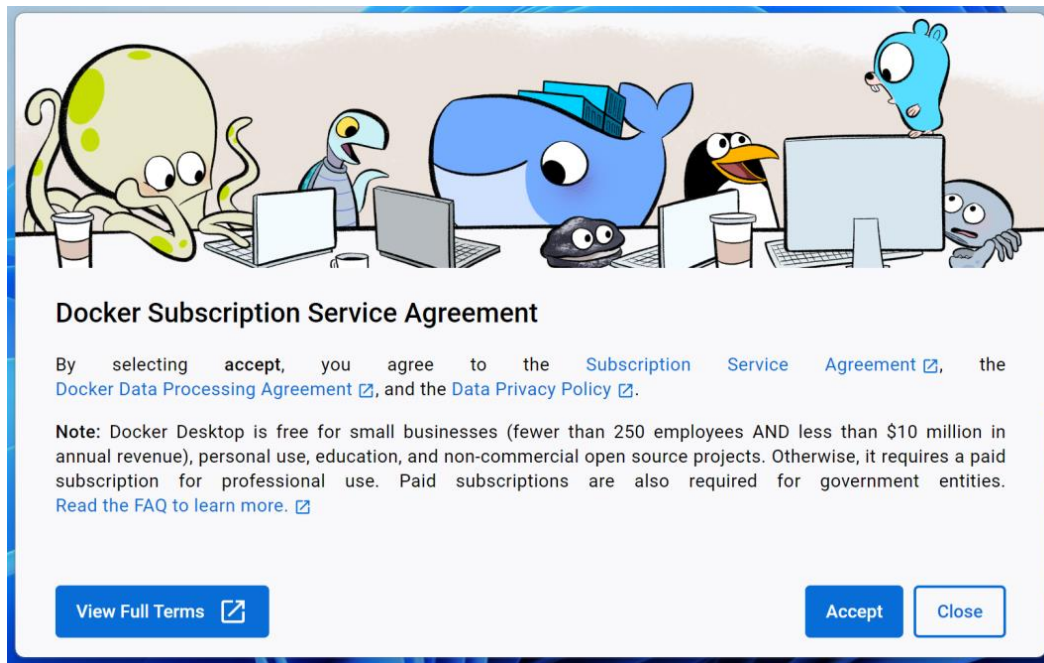 Docker Subscription Service Agreement
By selecting accept, you agree to the Subscription Service Agreement, the
Docker Data Processing Agreement, and the Data Privacy Policy.
Note: Docker Desktop is free for small businesses (fewer than 250 employees AND less than $10 million in
annual revenue), personal use, education, and non-commercial open source projects. Otherwise, it requires a paid
subscription for professional use. Paid subscriptions are also required for government entities.
Read the FAQ to learn more.
View Full Terms
Accept
Close